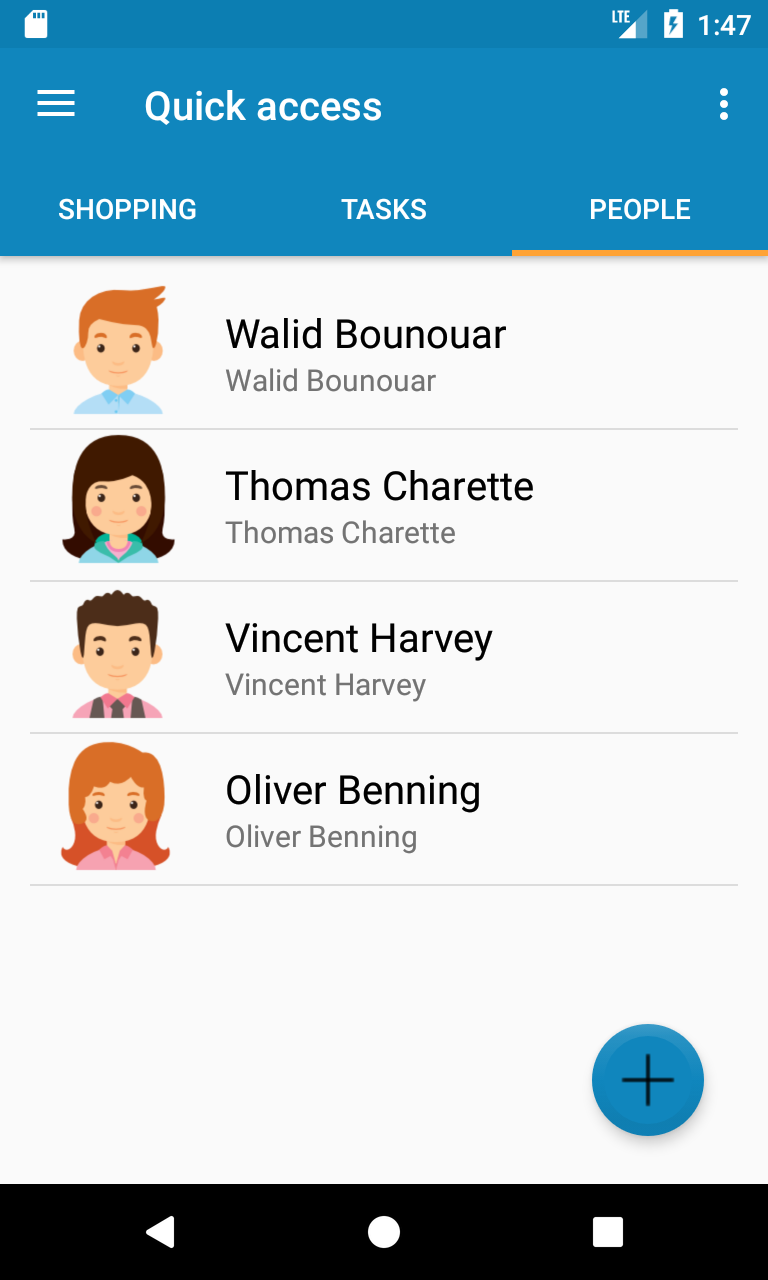 LTE 1:47
Quick access
SHOPPING TASKS PEOPLE
Walid Bounouar
Walid Bounouar
Thomas Charette
Thomas Charette
Vincent Harvey
Vincent Harvey
Oliver Benning
Oliver Benning